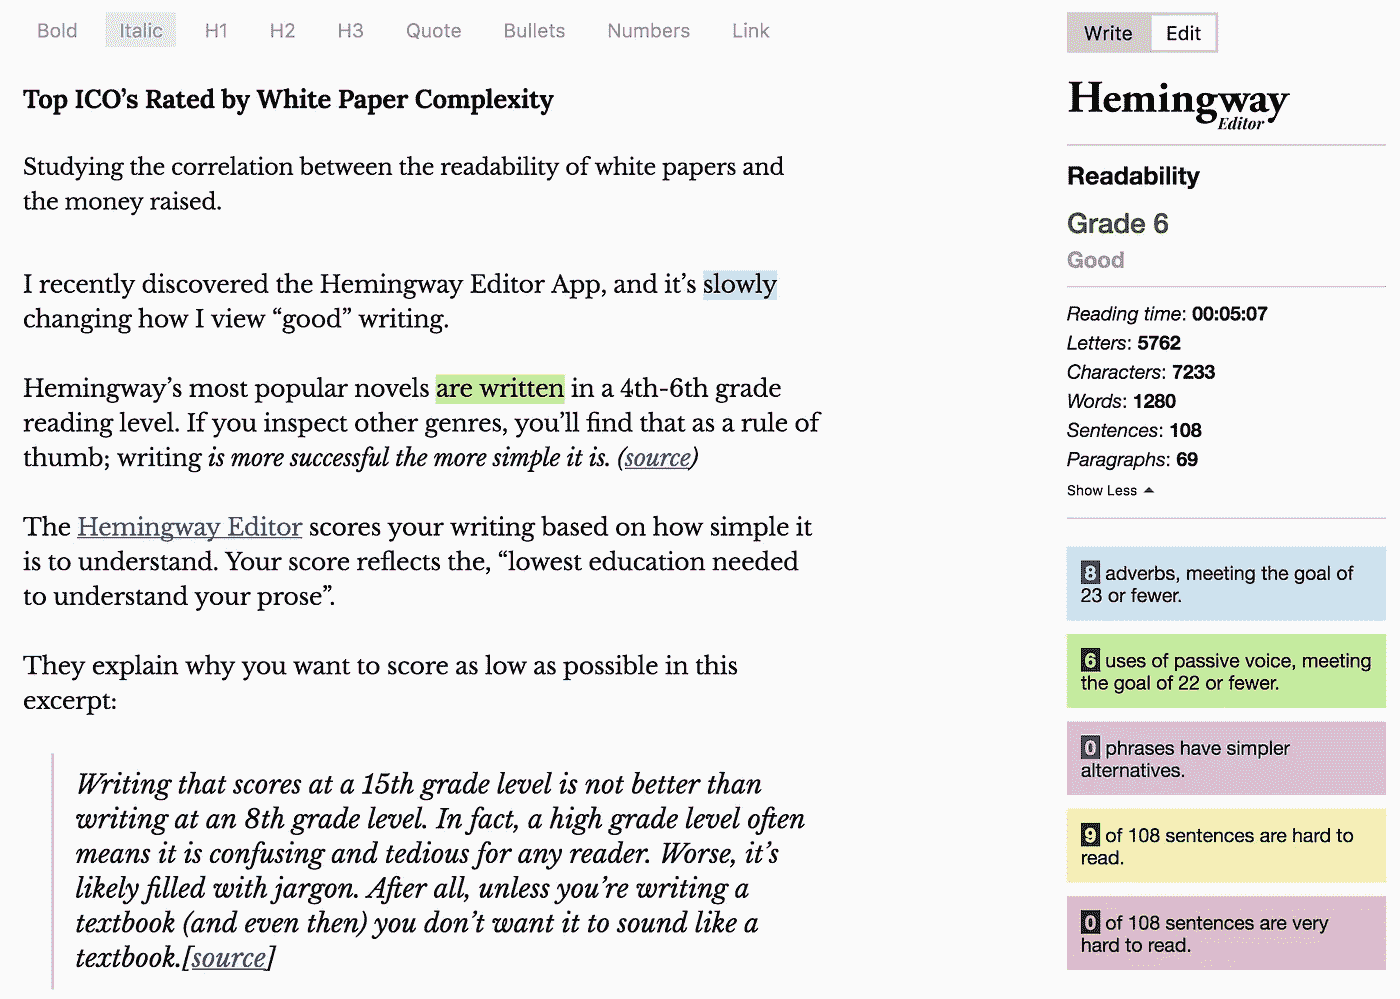 Bold Italic H1 H2 H3 Quote Bullets Numbers Link
Top ICO’s Rated by White Paper Complexity
Studying the correlation between the readability of white papers and
the money raised.
I recently discovered the Hemingway Editor App, and it’s slowly
changing how I view “good” writing.
Hemingway’s most popular novels are written in a 4th-6th grade
reading level. If you inspect other genres, you’ll find that as a rule of
thumb; writing is more successful the more simple it is. (source)
The Hemingway Editor scores your writing based on how simple it
is to understand. Your score reflects the, “lowest education needed
to understand your prose”.
They explain why you want to score as low as possible in this
excerpt:
Writing that scores at a 15th grade level is not better than
writing at an 8th grade level. In fact, a high grade level often
means it is confusing and tedious for any reader. Worse, it’s
likely filled with jargon. After all, unless you’re writing a
textbook (and even then) you don’t want it to sound like a
textbook.[source]
Write Edit
Hemingway
Editor
Readability
Grade 6
Good
Reading time: 00:05:07
Letters: 5762
Characters: 7233
Words: 1280
Sentences: 108
Paragraphs: 69
Show Less
8 adverbs, meeting the goal of
23 or fewer.
6 uses of passive voice, meeting
the goal of 22 or fewer.
0 phrases have simpler
alternatives.
9 of 108 sentences are hard to
read.
0 of 108 sentences are very
hard to read.